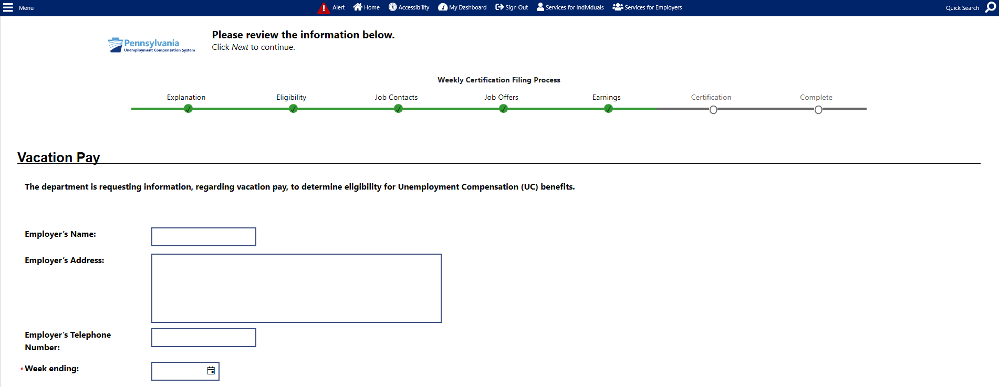 Menu
Alert Home Accessibility My Dashboard Sign Out Services for Individuals Services for Employers
Quick Search
Pennsylvania
Unemployment Compensation System
Please review the information below.
Click Next to continue.
Weekly Certification Filing Process
Explanation Eligibility Job Contacts Job Offers Earnings Certification Complete
Vacation Pay
The department is requesting information, regarding vacation pay, to determine eligibility for Unemployment Compensation (UC) benefits.
Employer's Name:
Employer's Address:
Employer's Telephone
Number:
* Week ending: